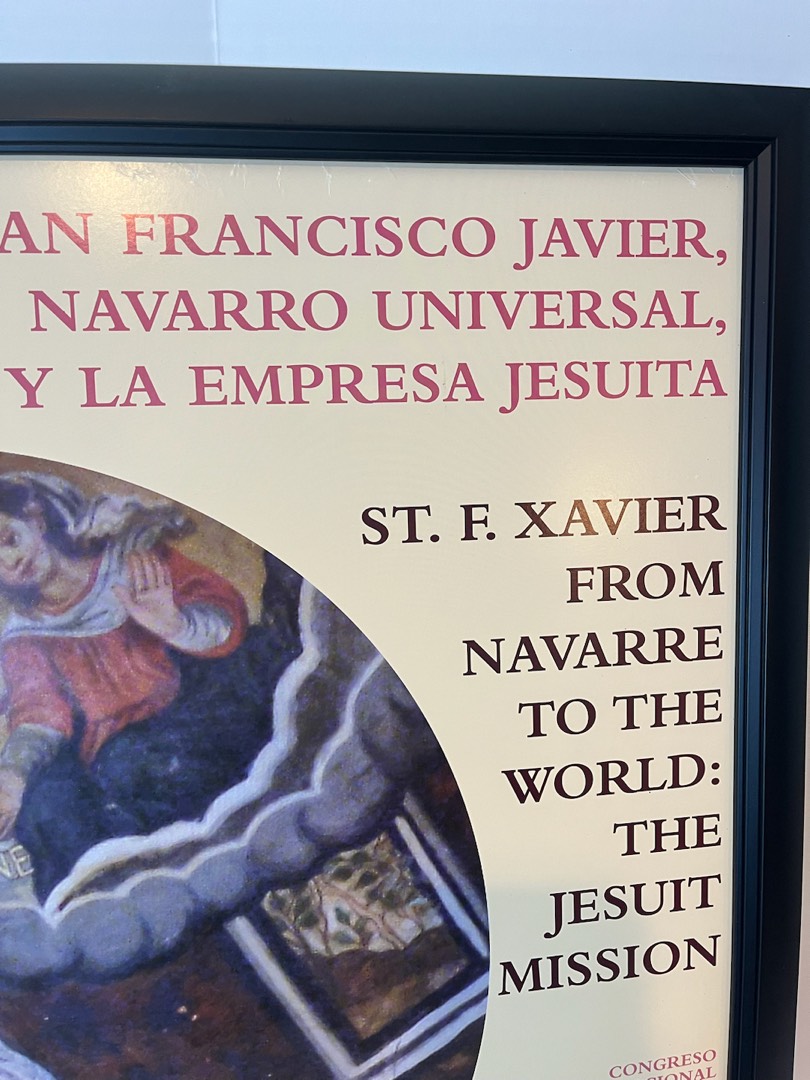 AN FRANCISCO JAVIER,
NAVARRO UNIVERSAL,
Y LA EMPRESA JESUITA
ST. F. XAVIER
FROM
NAVARRE
TO THE
WORLD:
THE
JESUIT
MISSION
NE
CONGRESO